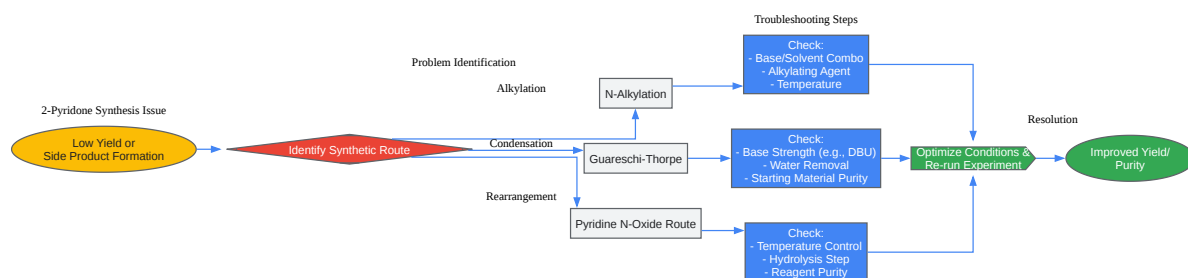 Troubleshooting Steps
Check:
- Base/Solvent Combo
- Alkylating Agent
- Temperature
Problem Identification
Alkylation
N-Alkylation
2-Pyridone Synthesis Issue
Low Yield or
Side Product Formation
Identify Synthetic Route
Condensation
Guareschi-Thorpe
Check:
- Base Strength (e.g., DBU)
- Water Removal
- Starting Material Purity
Optimize Conditions &
Re-run Experiment
Resolution
Improved Yield/
Purity
Rearrangement
Pyridine N-Oxide Route
Check:
- Temperature Control
- Hydrolysis Step
- Reagent Purity